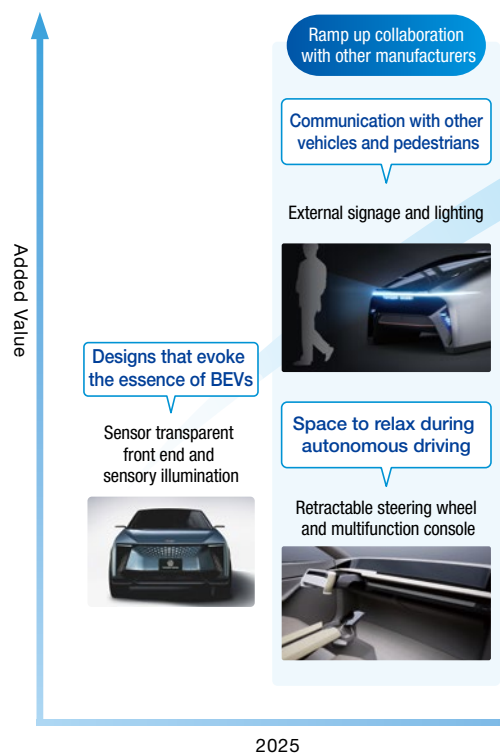 Ramp up collaboration
with other manufacturers
Communication with other
vehicles and pedestrians
External signage and lighting
Added Value
Designs that evoke
the essence of BEVs
Sensor transparent
front end and
sensory illumination
Space to relax during
autonomous driving
Retractable steering wheel
and multifunction console
2025